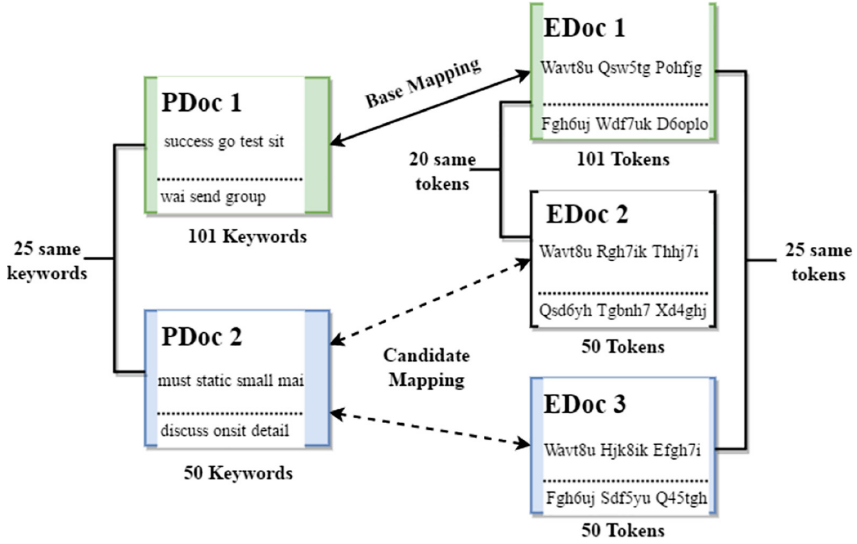 EDoc 1
Wavt8u Qsw5tg Pohfjg
Fgh6uj Wdf7uk D6oplo
101 Tokens
PDoc 1
success go test sit
wai send group
101 Keywords
Base Mapping
20 same
tokens
EDoc 2
Wavt8u Rgh7ik Thhj7i
Qsd6yh Tgbnh7 Xd4ghj
50 Tokens
25 same
keywords
25 same
tokens
PDoc 2
must static small mai
discuss onsit detail
50 Keywords
Candidate
Mapping
EDoc 3
Wavt8u Hjk8ik Efgh7i
Fgh6uj Sdf5yu Q45tgh
50 Tokens